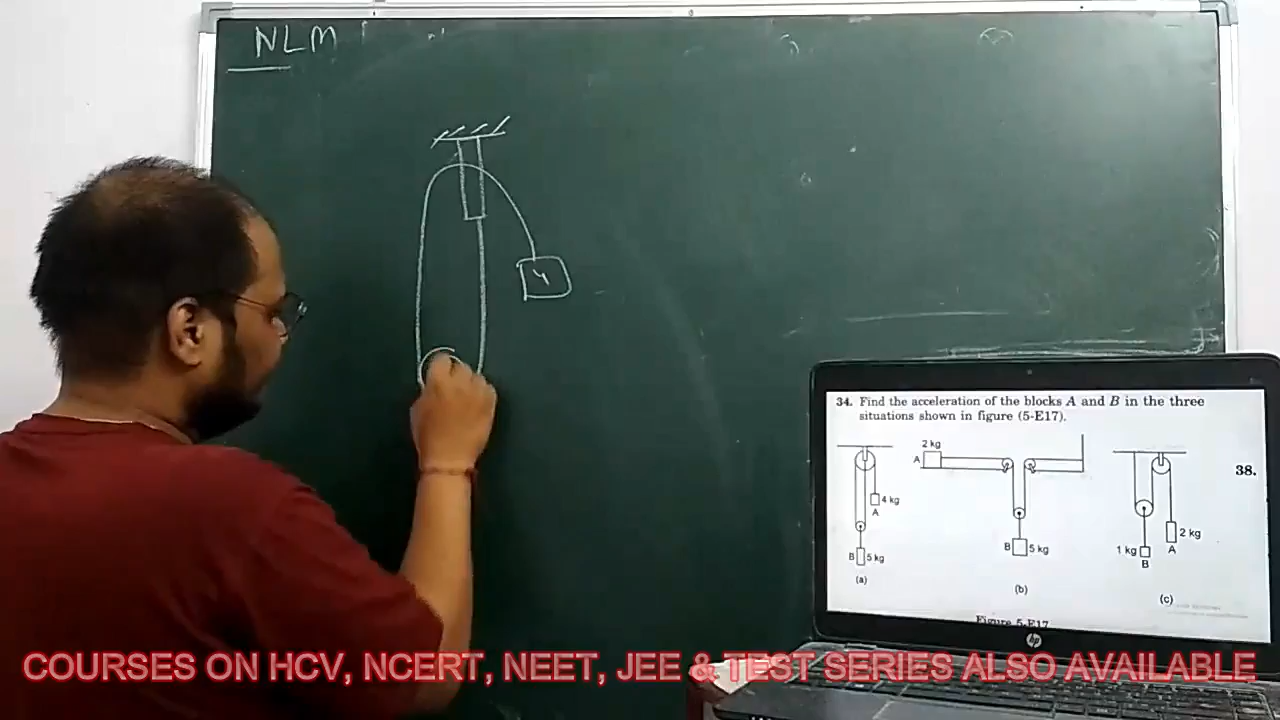 NLM
4
34. Find the acceleration of the blocks A and B in the three
situations shown in figure (5-E17).
38.
2 kg
A
4 kg
A
B
5 kg
(a)
B
5 kg
(b)
2 kg
1 kg
A
B
(c)
Figure 5-E17
hp
COURSES ON HCV, NCERT, NEET, JEE & TEST SERIES ALSO AVAILABLE